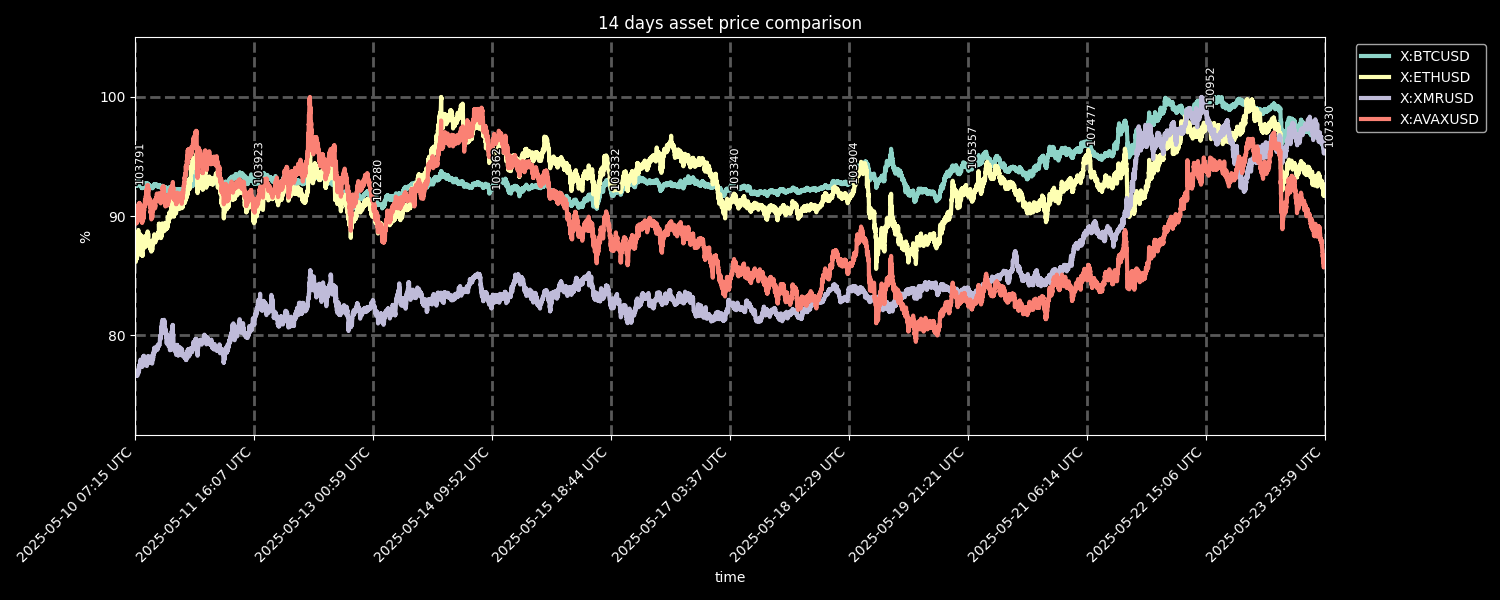 14 days asset price comparison
X:BTCUSD
X:ETHUSD
X:XMRUSD
X:AVAXUSD
100
90
80
%
103791
103923
102280
103362
103332
103340
103904
105357
107477
110952
107330
2025-05-10 07:15 UTC
2025-05-11 16:07 UTC
2025-05-13 00:59 UTC
2025-05-14 09:52 UTC
2025-05-15 18:44 UTC
2025-05-17 03:37 UTC
2025-05-18 12:29 UTC
2025-05-19 21:21 UTC
2025-05-21 06:14 UTC
2025-05-22 15:06 UTC
2025-05-23 23:59 UTC
time